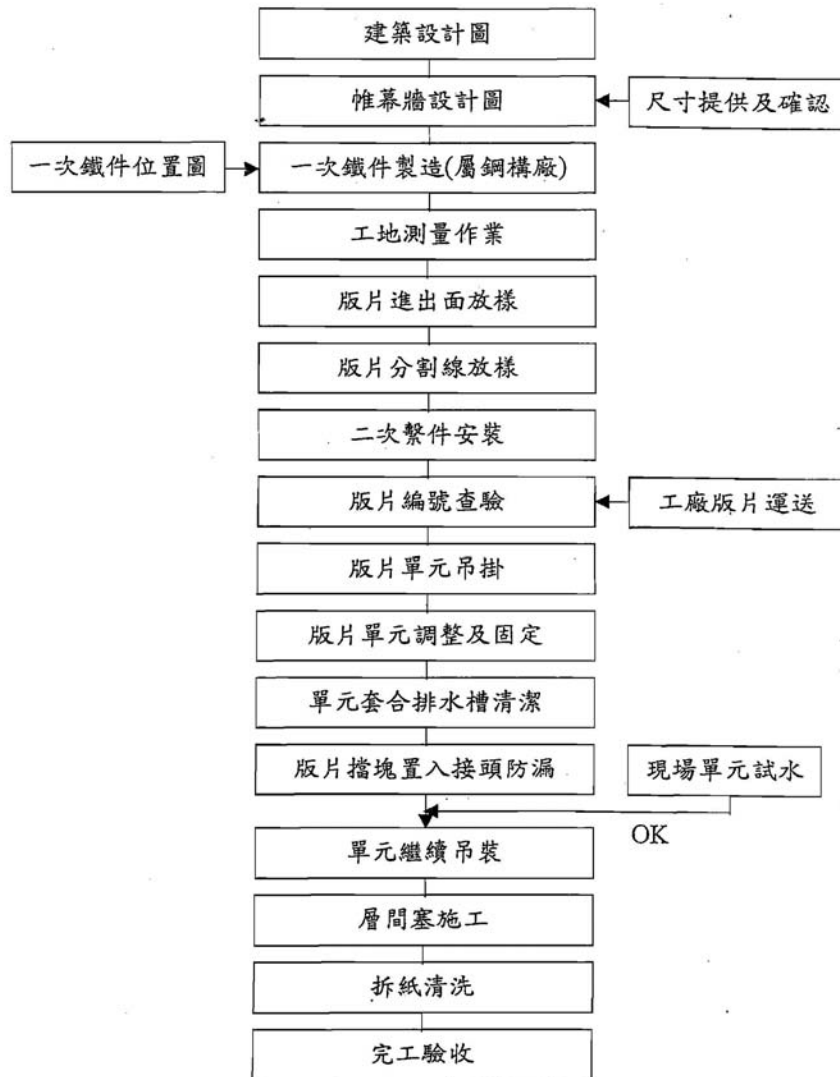 建築設計圖
帷幕牆設計圖
尺寸提供及確認
一次鐵件位置圖
一次鐵件製造(屬鋼構廠)
工地測量作業
版片進出面放樣
版片分割線放樣
二次繫件安裝
版片編號查驗
工廠版片運送
版片單元吊掛
版片單元調整及固定
單元套合排水槽清潔
版片擋塊置入接頭防漏
現場單元試水
OK
單元繼續吊裝
層間塞施工
拆紙清洗
完工驗收